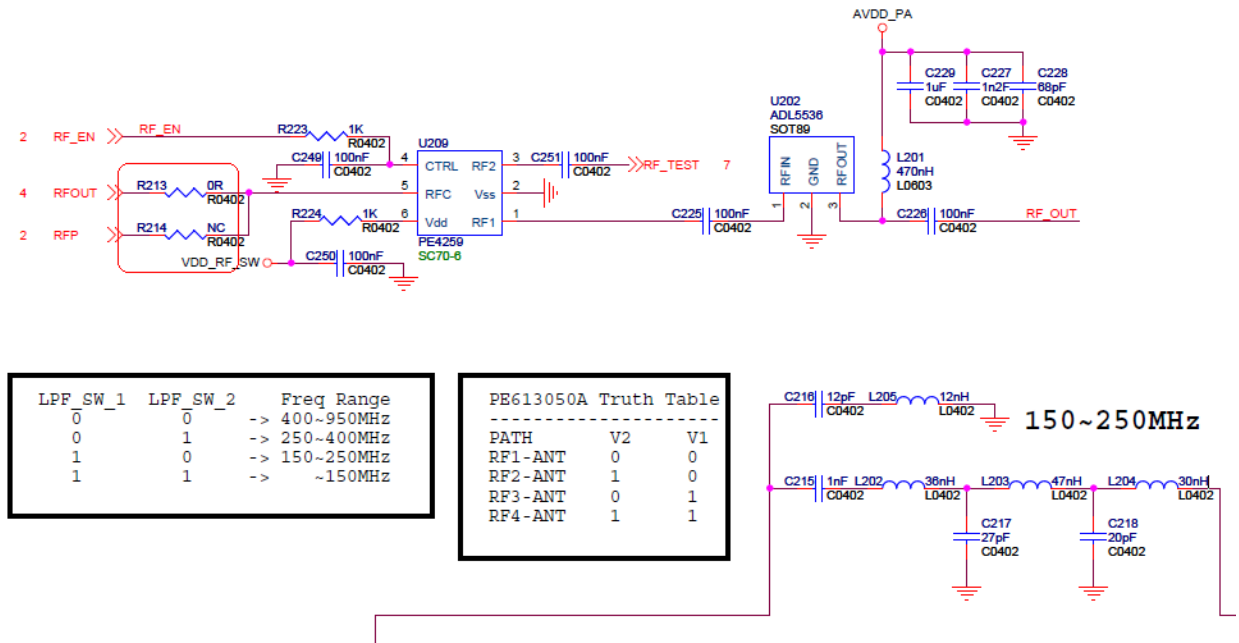 AVDD_PA
C229 C227 C228
1uF 1n2F 68pF
C0402 C0402 C0402
U202
ADL5536
SOT89
RFIN GND RFOUT
1 2 3
L201
470nH
L0603
2 RF_EN RF_EN R223 1K
R0402
U209
C249 100nF
C0402
4 CTRL RF2 3
C251 100nF
C0402
RF_TEST 7
4 RFOUT R213 0R
R0402
5 RFC Vss 2
R224 1K
R0402
6 Vdd RF1 1
C225 100nF
C0402
C226 100nF
C0402
RF_OUT
2 RFP R214 NC
R0402
PE4259
SC70-6
VDD_RF_SW C250 100nF
C0402
LPF_SW_1 LPF_SW_2 Freq Range
0 0 -> 400~950MHz
0 1 -> 250~400MHz
1 0 -> 150~250MHz
1 1 -> ~150MHz
PE613050A Truth Table
--------------------
PATH V2 V1
RF1-ANT 0 0
RF2-ANT 1 0
RF3-ANT 0 1
RF4-ANT 1 1
C216 12pF L205 12nH
C0402 L0402
150~250MHz
C215 1nF L202 36nH L203 47nH L204 30nH
C0402 L0402 L0402 L0402
C217 C218
27pF 20pF
C0402 C0402